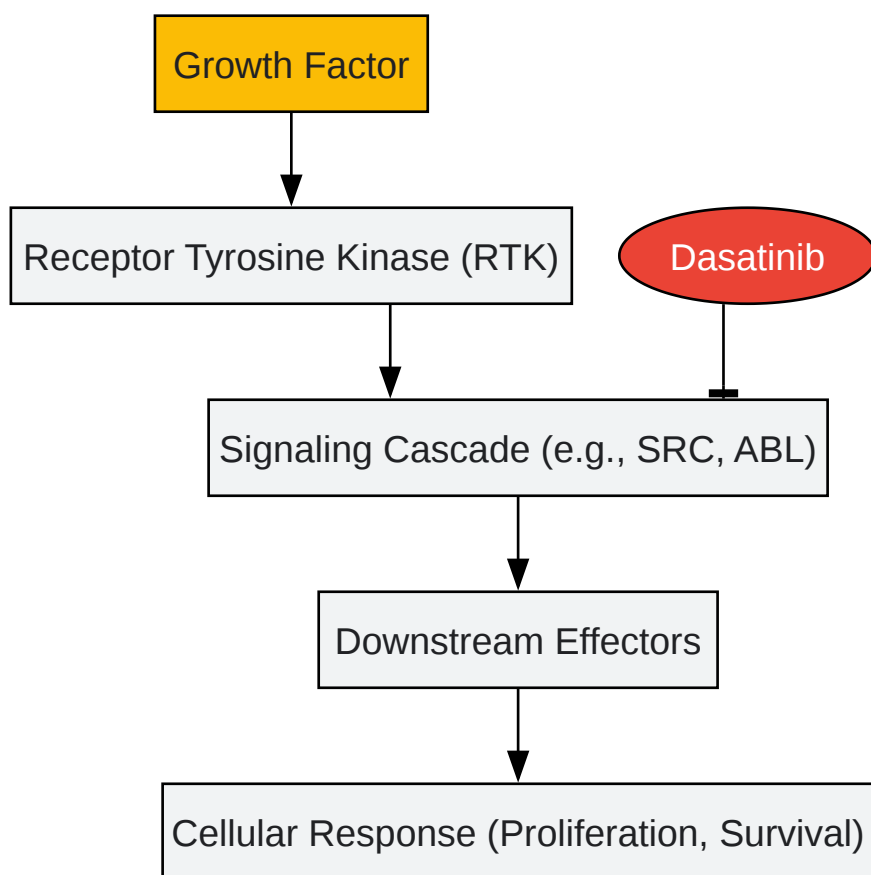 Growth Factor
Receptor Tyrosine Kinase (RTK)
Dasatinib
Signaling Cascade (e.g., SRC, ABL)
Downstream Effectors
Cellular Response (Proliferation, Survival)